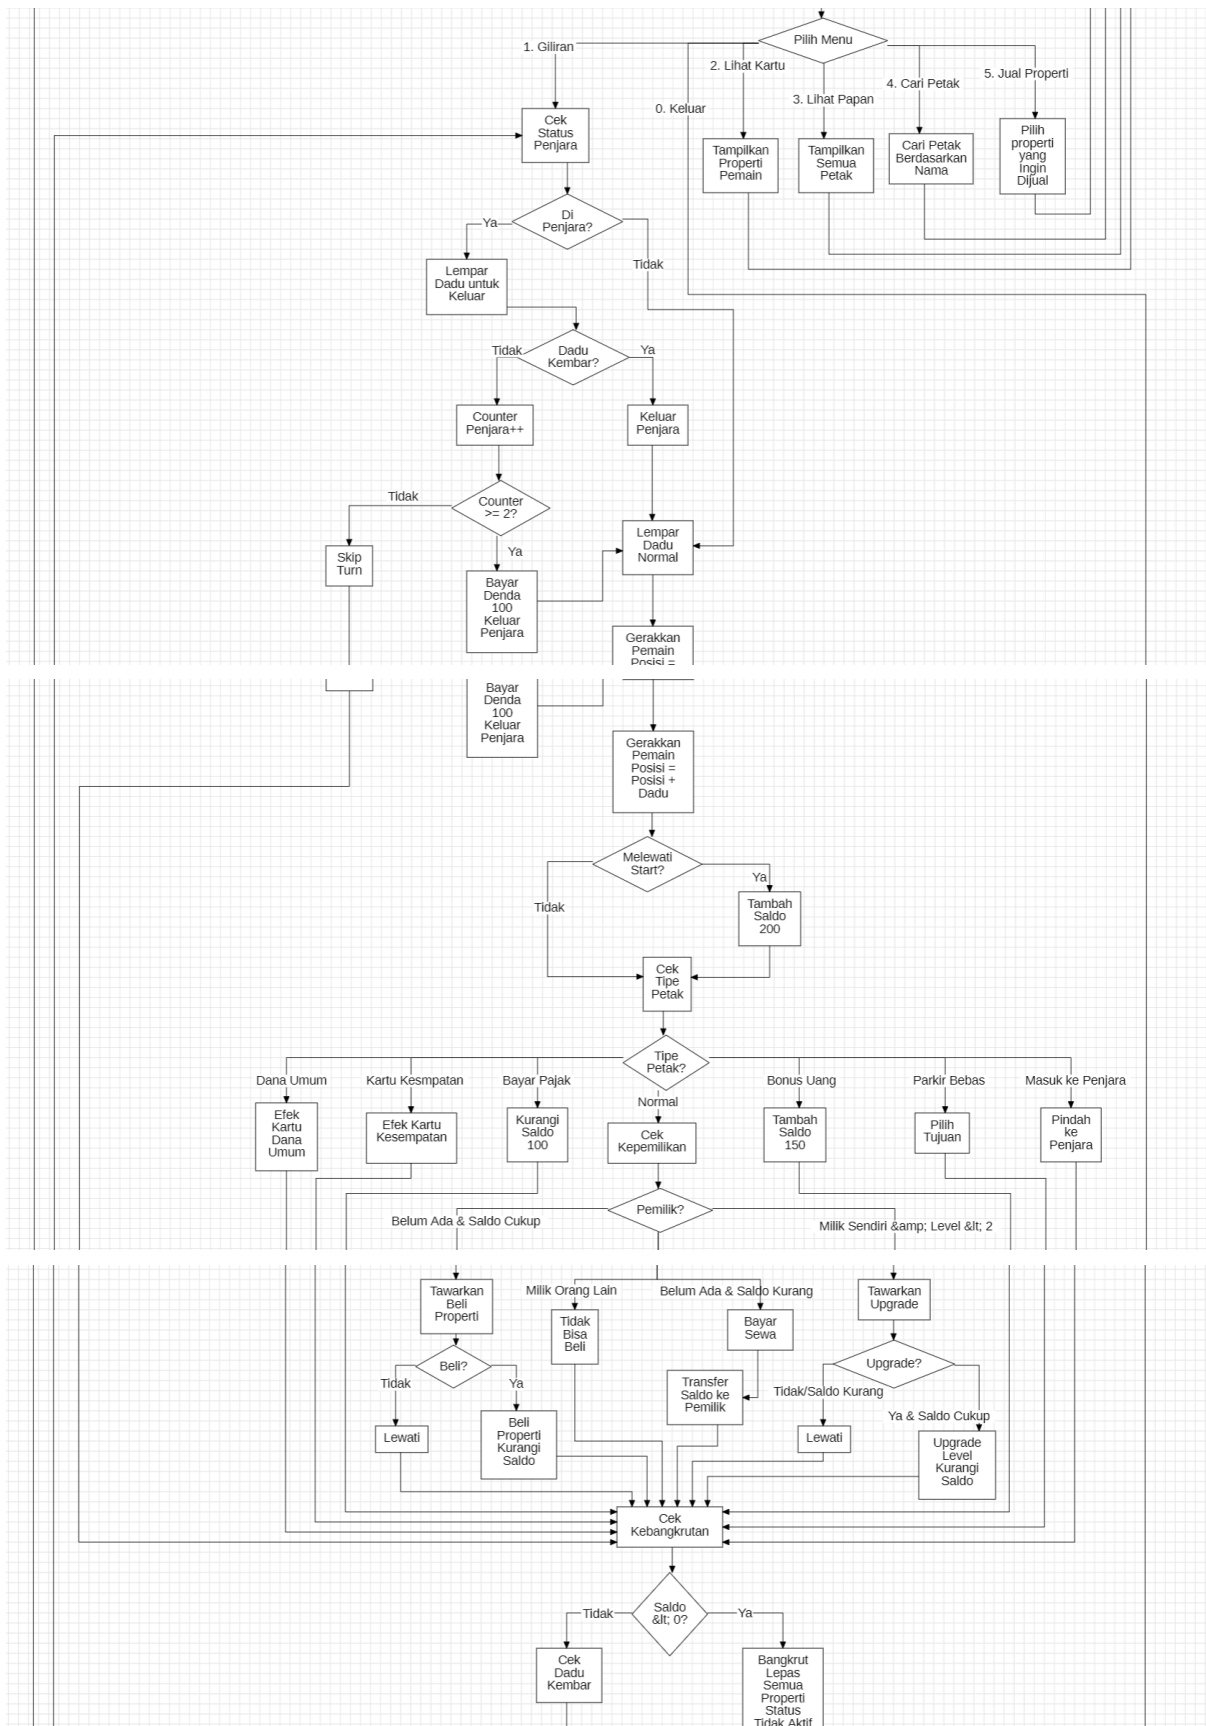 Pilih Menu
1. Giliran
2. Lihat Kartu
5. Jual Properti
4. Cari Petak
3. Lihat Papan
0. Keluar
Cek
Status
Penjara
Tampilkan
Properti
Pemain
Tampilkan
Semua
Petak
Cari Petak
Berdasarkan
Nama
Pilih
properti
yang
Ingin
Dijual
Di
Penjara?
Ya
Tidak
Lempar
Dadu untuk
Keluar
Dadu
Kembar?
Tidak
Ya
Counter
Penjara++
Keluar
Penjara
Counter
>= 2?
Tidak
Ya
Skip
Turn
Lempar
Dadu
Normal
Bayar
Denda
100
Keluar
Penjara
Gerakkan
Pemain
Posisi =
Bayar
Denda
100
Keluar
Penjara
Gerakkan
Pemain
Posisi =
Posisi +
Dadu
Melewati
Start?
Ya
Tidak
Tambah
Saldo
200
Cek
Tipe
Petak
Tipe
Petak?
Dana Umum
Kartu Kesmpatan
Bayar Pajak
Normal
Bonus Uang
Parkir Bebas
Masuk ke Penjara
Efek
Kartu
Dana
Umum
Efek Kartu
Kesempatan
Kurangi
Saldo
100
Cek
Kepemilikan
Tambah
Saldo
150
Pilih
Tujuan
Pindah
ke
Penjara
Pemilik?
Belum Ada & Saldo Cukup
Milik Sendiri &amp; Level &lt; 2
Tawarkan
Beli
Properti
Milik Orang Lain
Belum Ada & Saldo Kurang
Tawarkan
Upgrade
Tidak
Bisa
Beli
Bayar
Sewa
Beli?
Tidak
Ya
Upgrade?
Tidak/Saldo Kurang
Ya & Saldo Cukup
Transfer
Saldo ke
Pemilik
Lewati
Beli
Properti
Kurangi
Saldo
Lewati
Upgrade
Level
Kurangi
Saldo
Cek
Kebangkrutan
Saldo
&lt; 0?
Tidak
Ya
Cek
Dadu
Kembar
Bangkrut
Lepas
Semua
Properti
Status
Tidak Aktif